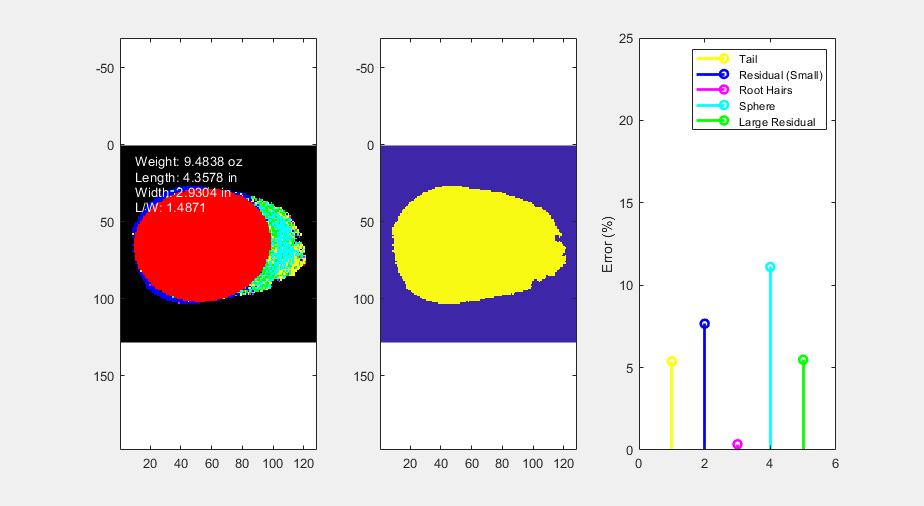 -50
0
50
100
150
20 40 60 80 100 120
Weight: 9.4838 oz
Length: 4.3578 in
Width: 2.9304 in
L/W: 1.4871
-50
0
50
100
150
20 40 60 80 100 120
Error (%)
25
20
15
10
5
0
0 2 4 6
Tail
Residual (Small)
Root Hairs
Sphere
Large Residual